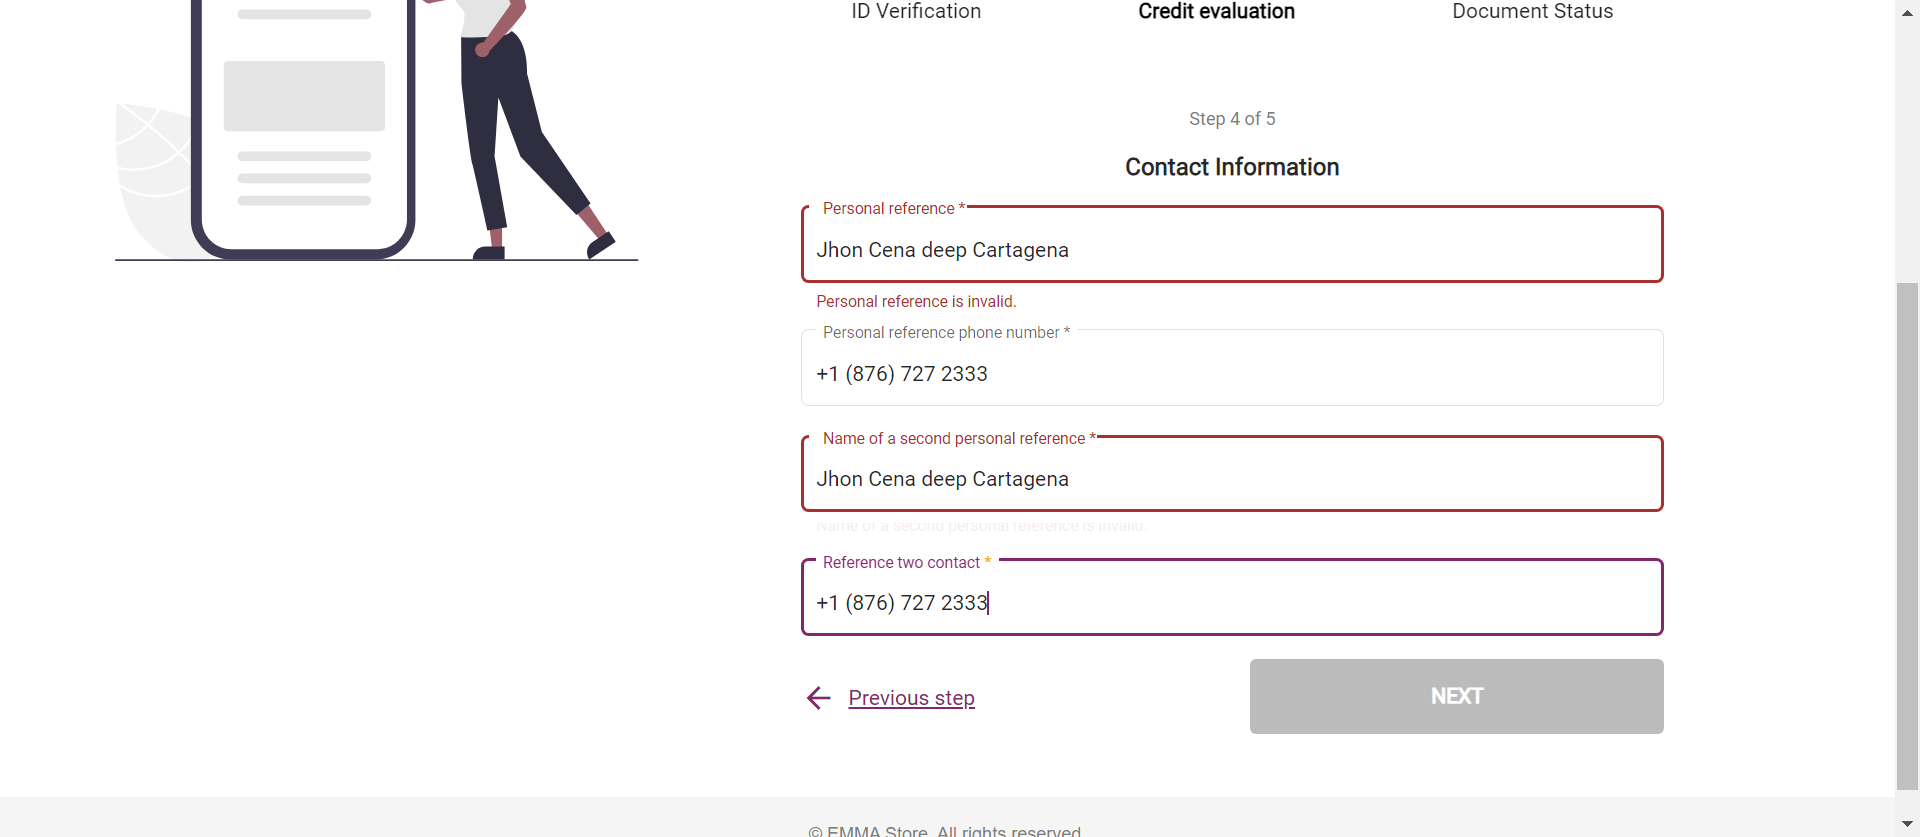 ID Verification
Credit evaluation
Document Status
Step 4 of 5
Contact Information
Personal reference *
Jhon Cena deep Cartagena
Personal reference is invalid.
Personal reference phone number *
+1 (876) 727 2333
Name of a second personal reference *
Jhon Cena deep Cartagena
Name of a second personal reference is invalid.
Reference two contact *
+1 (876) 727 2333
Previous step
NEXT
© EMMA Store. All rights reserved